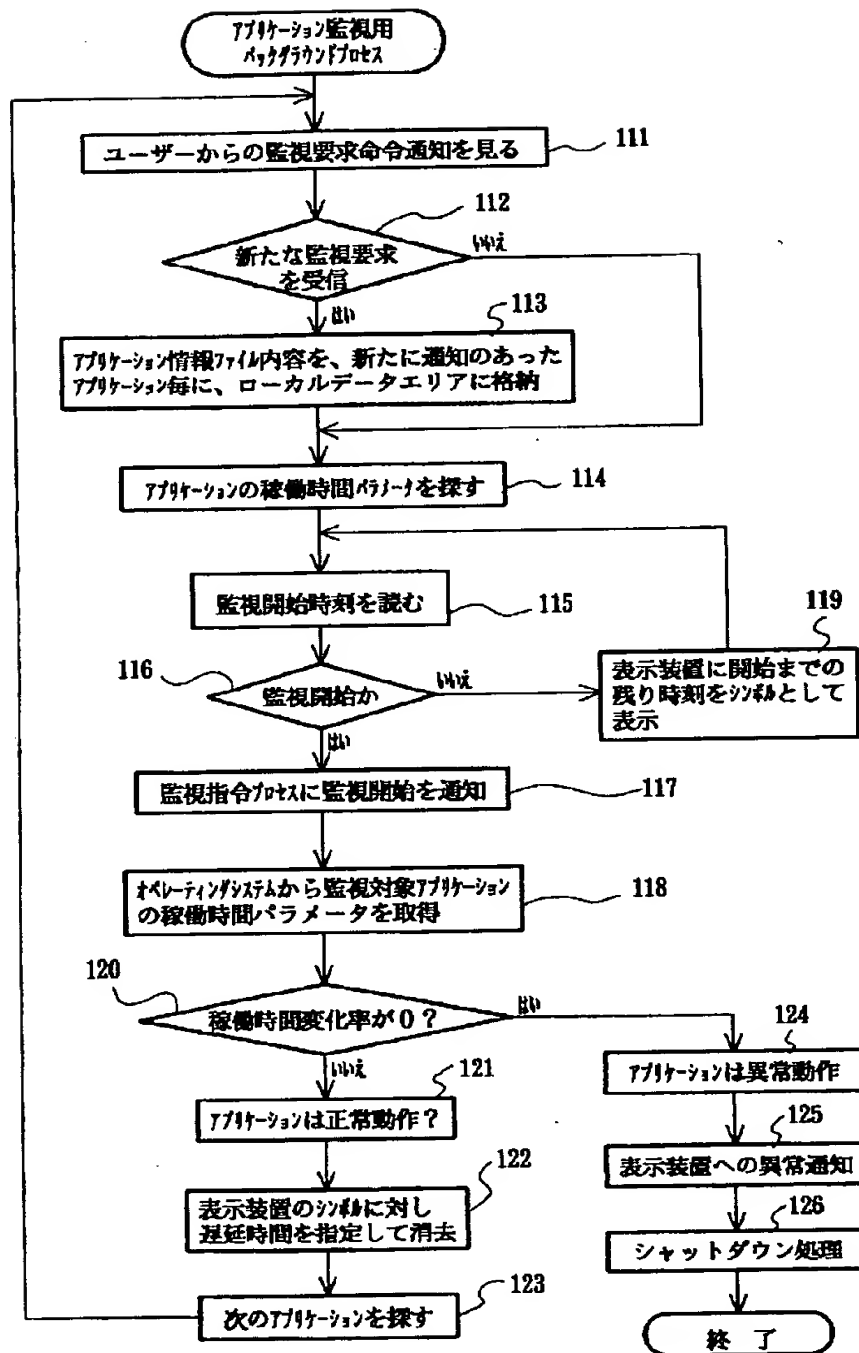 アプリケーション監視用
バックグラウンドプロセス
ユーザーからの監視要求命令通知を見る
111
112
新たな監視要求
を受信
いいえ
はい
113
アプリケーション情報ファイル内容を、新たに通知のあった
アプリケーション毎に、ローカルデータエリアに格納
アプリケーションの稼働時間パラメータを探す
114
監視開始時刻を読む
115
116
監視開始か
いいえ
はい
119
表示装置に開始までの
残り時刻をシンボルとして
表示
監視指令プロセスに監視開始を通知
117
オペレーティングシステムから監視対象アプリケーション
の稼働時間パラメータを取得
118
120
稼働時間変化率が0?
はい
いいえ
121
アプリケーションは正常動作?
122
表示装置のシンボルに対し
遅延時間を指定して消去
次のアプリケーションを探す
123
124
アプリケーションは異常動作
125
表示装置への異常通知
126
シャットダウン処理
終了